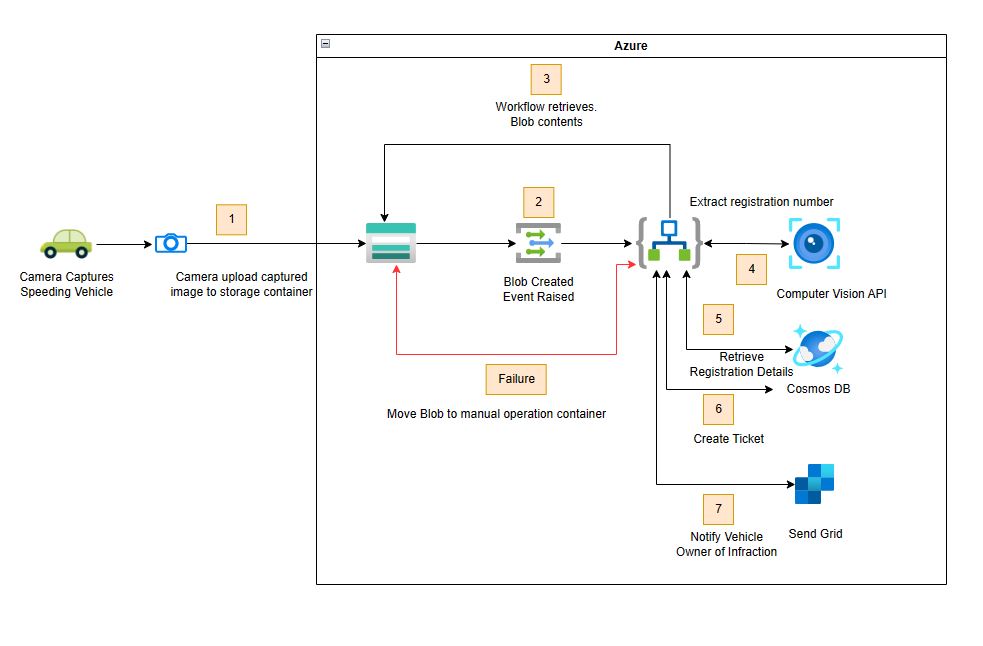 Azure
3
Workflow retrieves.
Blob contents
1
2
Extract registration number
Camera Captures
Speeding Vehicle
Camera upload captured
image to storage container
Blob Created
Event Raised
4
Computer Vision API
5
Retrieve
Registration Details
Cosmos DB
Failure
Move Blob to manual operation container
6
Create Ticket
7
Notify Vehicle
Owner of Infraction
Send Grid